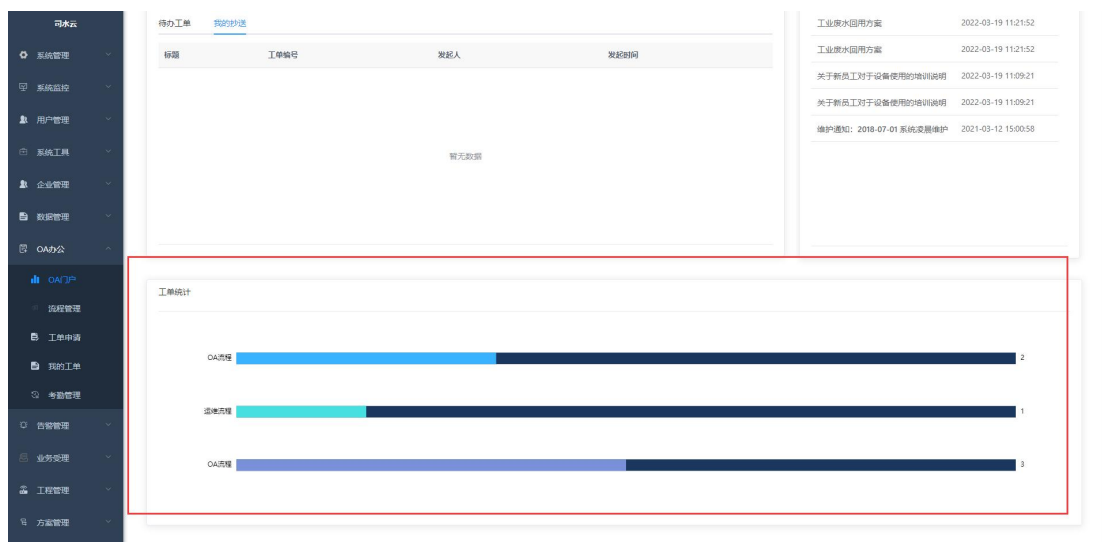 司水云
系统管理
系统监控
用户管理
系统工具
企业管理
数据管理
OA办公
OA门户
流程管理
工单申请
我的工单
考勤管理
告警管理
业务受理
工程管理
方案管理
待办工单 我的抄送
标题 工单编号 发起人 发起时间
暂无数据
工业废水回用方案 2022-03-19 11:21:52
工业废水回用方案 2022-03-19 11:21:52
关于新员工对于设备使用的培训说明 2022-03-19 11:09:21
关于新员工对于设备使用的培训说明 2022-03-19 11:09:21
维护通知：2018-07-01 系统凌晨维护 2021-03-12 15:00:58
工单统计
OA流程 2
运维流程 1
OA流程 3